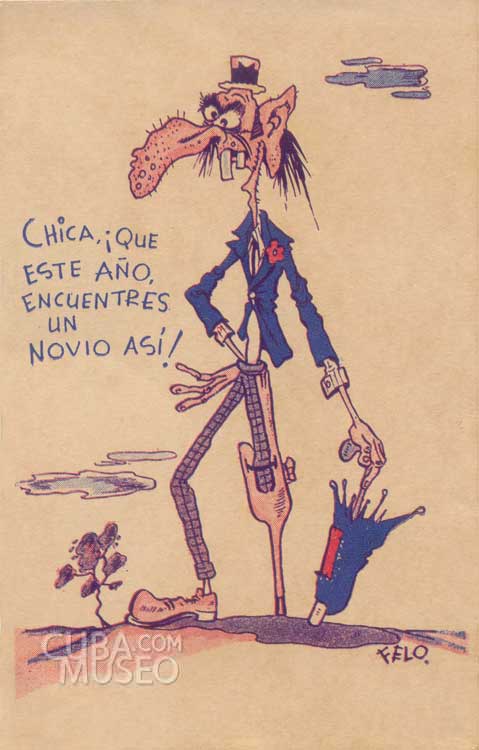 CHICA, ¡QUE
ESTE AÑO,
ENCUENTRES
UN
NOVIO ASÍ!
CUBA.COM
MUSEO
FELO.